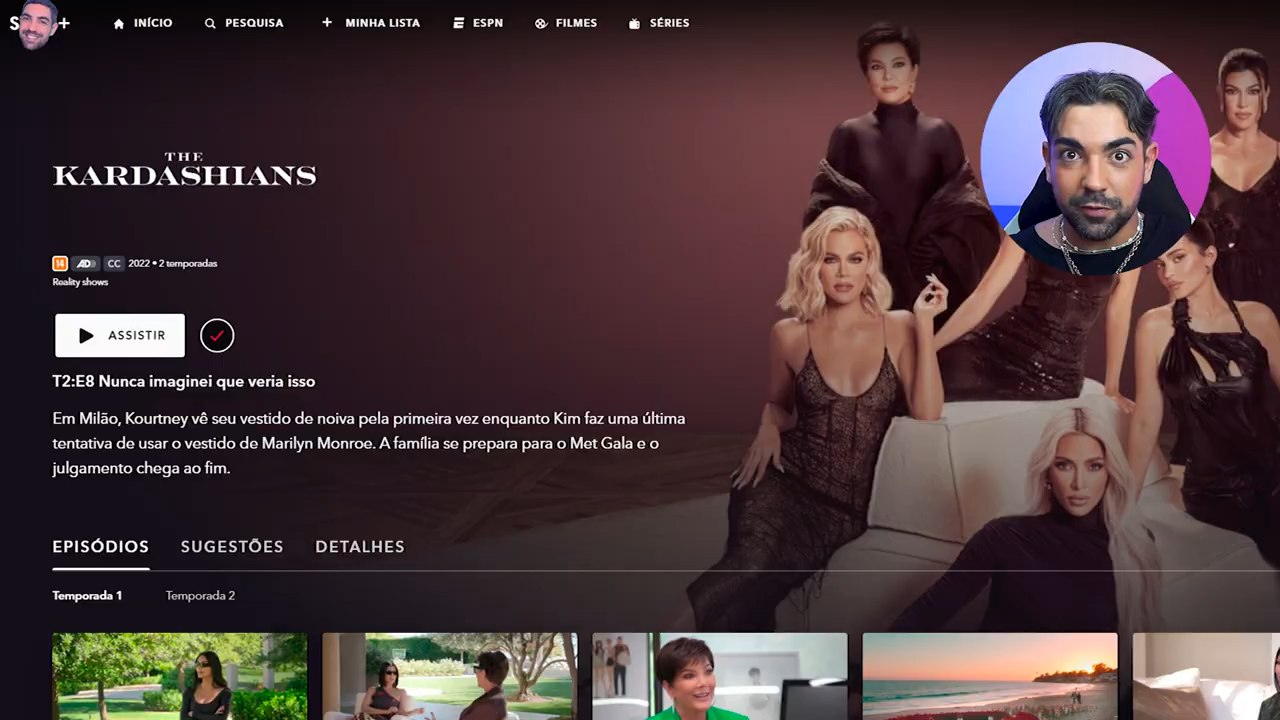 S +
INÍCIO
PESQUISA
MINHA LISTA
ESPN
FILMES
SÉRIES
THE
KARDASHIANS
14 AD CC 2022 • 2 temporadas
Reality shows
ASSISTIR
T2:E8 Nunca imaginei que veria isso
Em Milão, Kourtney vê seu vestido de noiva pela primeira vez enquanto Kim faz uma última
tentativa de usar o vestido de Marilyn Monroe. A família se prepara para o Met Gala e o
julgamento chega ao fim.
EPISÓDIOS
SUGESTÕES
DETALHES
Temporada 1
Temporada 2